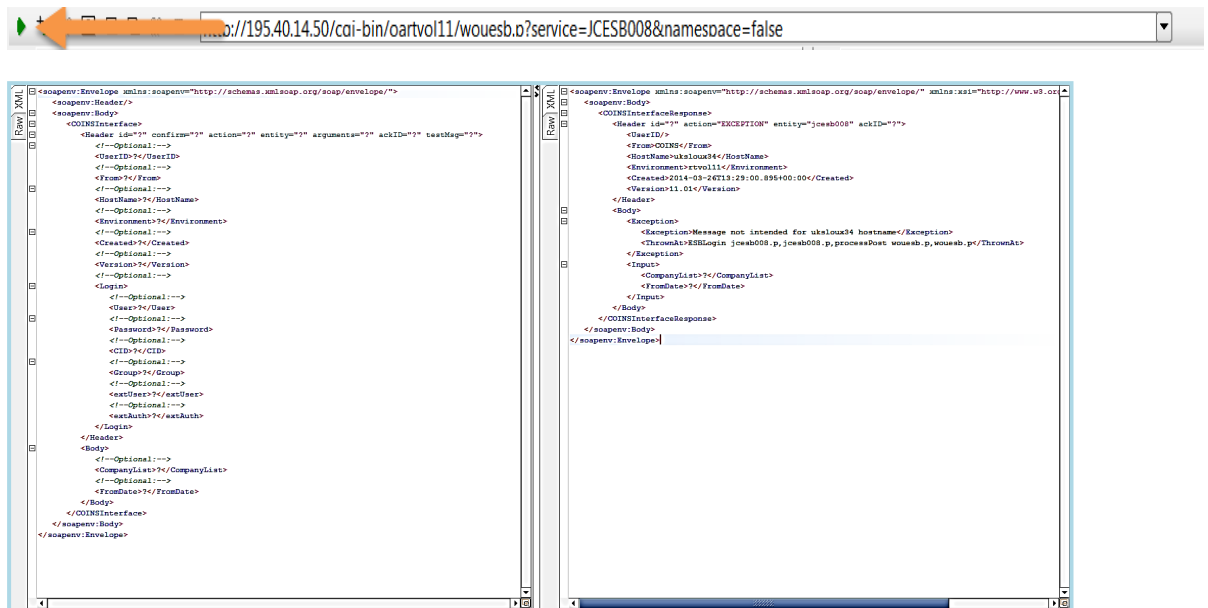 http://195.40.14.50/cgi-bin/oartvol11/wouesb.p?service=JCESB008&namespace=false
XML
Raw
<soapenv:Envelope xmlns:soapenv="http://schemas.xmlsoap.org/soap/envelope/">
<soapenv:Header/>
<soapenv:Body>
<COINSInterface>
<Header id="?" confirm="?" action="?" entity="?" arguments="?" ackID="?" testMsg="?">
<!--Optional:-->
<UserID>?</UserID>
<!--Optional:-->
<From>?</From>
<!--Optional:-->
<HostName>?</HostName>
<!--Optional:-->
<Environment>?</Environment>
<!--Optional:-->
<Created>?</Created>
<!--Optional:-->
<Version>?</Version>
<!--Optional:-->
<Login>
<!--Optional:-->
<User>?</User>
<!--Optional:-->
<Password>?</Password>
<!--Optional:-->
<CID>?</CID>
<!--Optional:-->
<Group>?</Group>
<!--Optional:-->
<extUser>?</extUser>
<!--Optional:-->
<extAuth>?</extAuth>
</Login>
</Header>
<Body>
<!--Optional:-->
<CompanyList>?</CompanyList>
<!--Optional:-->
<FromDate>?</FromDate>
</Body>
</COINSInterface>
</soapenv:Body>
</soapenv:Envelope>
XML
Raw
<soapenv:Envelope xmlns:soapenv="http://schemas.xmlsoap.org/soap/envelope/" xmlns:xsi="http://www.w3.or
<soapenv:Body>
<COINSInterfaceResponse>
<Header id="?" action="EXCEPTION" entity="jcesb008" ackID="?">
<UserID/>
<From>COINS</From>
<HostName>uksloux34</HostName>
<Environment>rtvol11</Environment>
<Created>2014-03-26T13:29:00.895+00:00</Created>
<Version>11.01</Version>
</Header>
<Body>
<Exception>
<Exception>Message not intended for uksloux34 hostname</Exception>
<ThrownAt>ESBLogin jcesb008.p,jcesb008.p,processPost wouesb.p,wouesb.p</ThrownAt>
</Exception>
<Input>
<CompanyList>?</CompanyList>
<FromDate>?</FromDate>
</Input>
</Body>
</COINSInterfaceResponse>
</soapenv:Body>
</soapenv:Envelope>